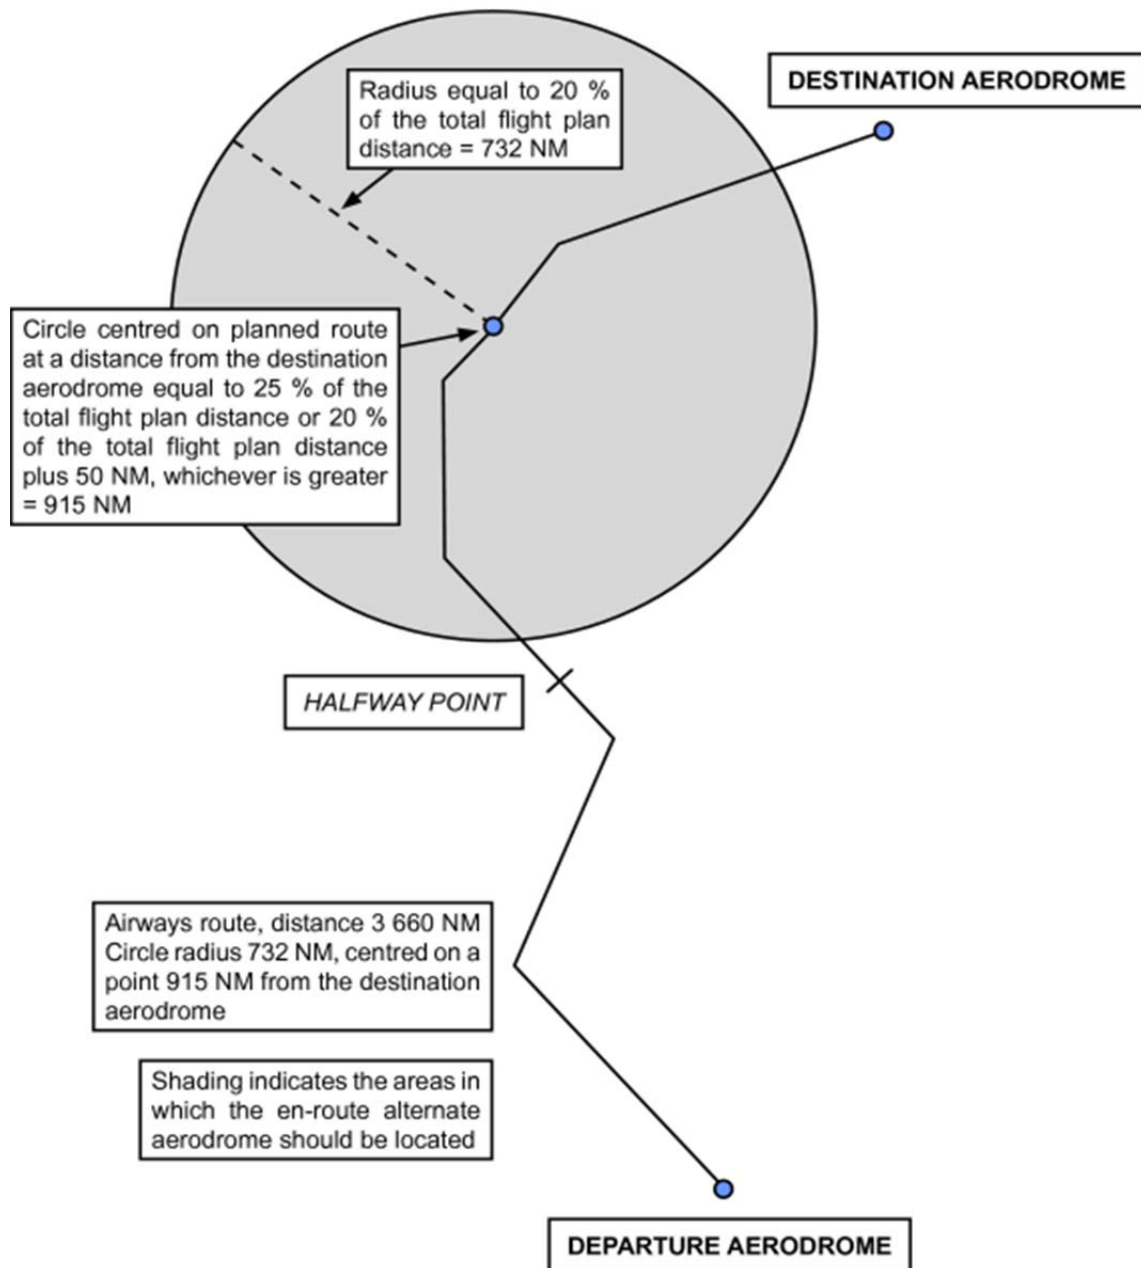 DESTINATION AERODROME
Radius equal to 20 %
of the total flight plan
distance = 732 NM
Circle centred on planned route
at a distance from the destination
aerodrome equal to 25 % of the
total flight plan distance or 20 %
of the total flight plan distance
plus 50 NM, whichever is greater
= 915 NM
HALFWAY POINT
Airways route, distance 3 660 NM
Circle radius 732 NM, centred on a
point 915 NM from the destination
aerodrome
Shading indicates the areas in
which the en-route alternate
aerodrome should be located
DEPARTURE AERODROME